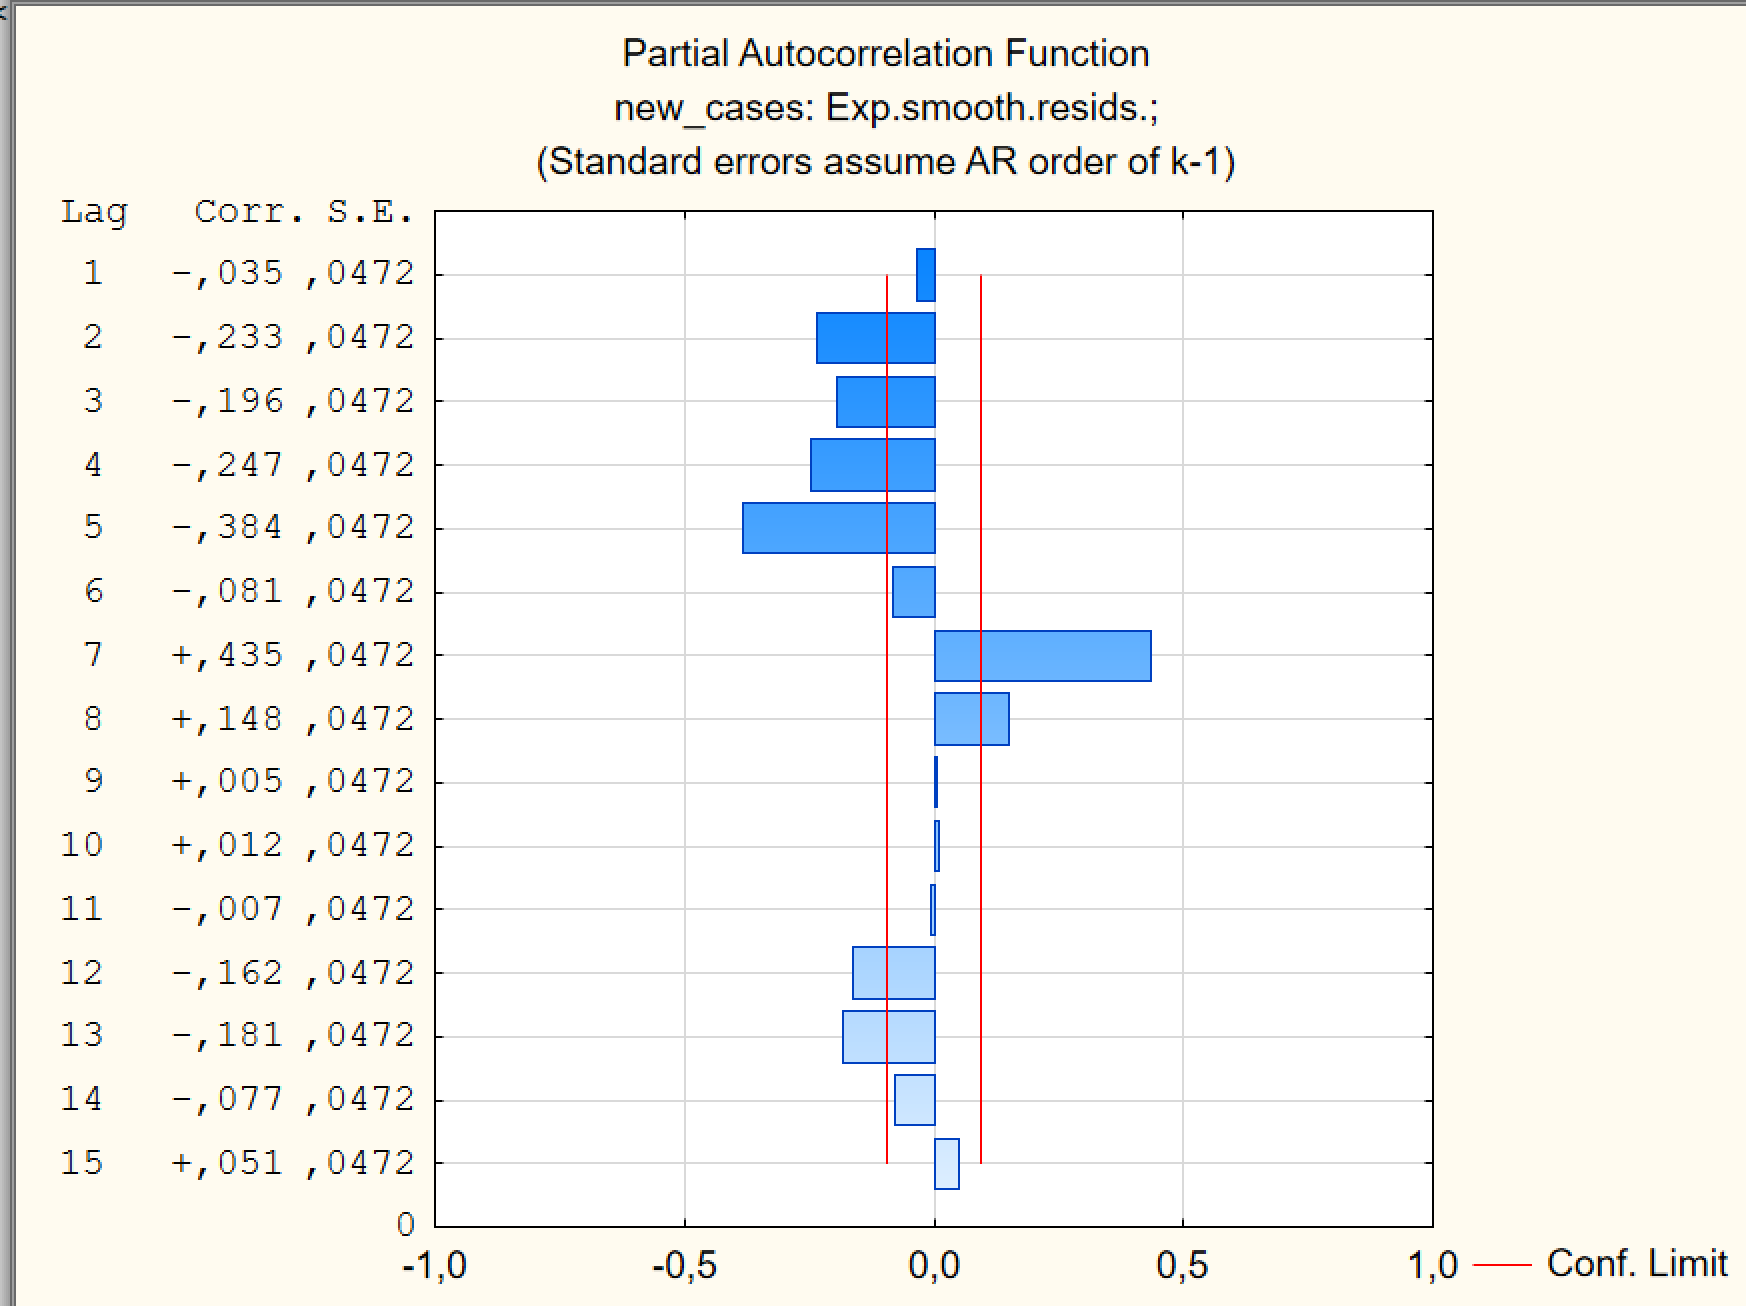 Partial Autocorrelation Function
new_cases: Exp.smooth.resids.;
(Standard errors assume AR order of k-1)
Lag Corr. S.E.
1 -,035 ,0472
2 -,233 ,0472
3 -,196 ,0472
4 -,247 ,0472
5 -,384 ,0472
6 -,081 ,0472
7 +,435 ,0472
8 +,148 ,0472
9 +,005 ,0472
10 +,012 ,0472
11 -,007 ,0472
12 -,162 ,0472
13 -,181 ,0472
14 -,077 ,0472
15 +,051 ,0472
0
-1,0 -0,5 0,0 0,5 1,0 Conf. Limit